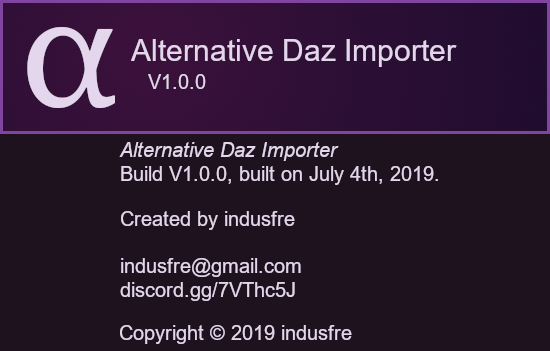 α
Alternative Daz Importer
V1.0.0
Alternative Daz Importer
Build V1.0.0, built on July 4th, 2019.
Created by indusfre
indusfre@gmail.com
discord.gg/7VThc5J
Copyright © 2019 indusfre